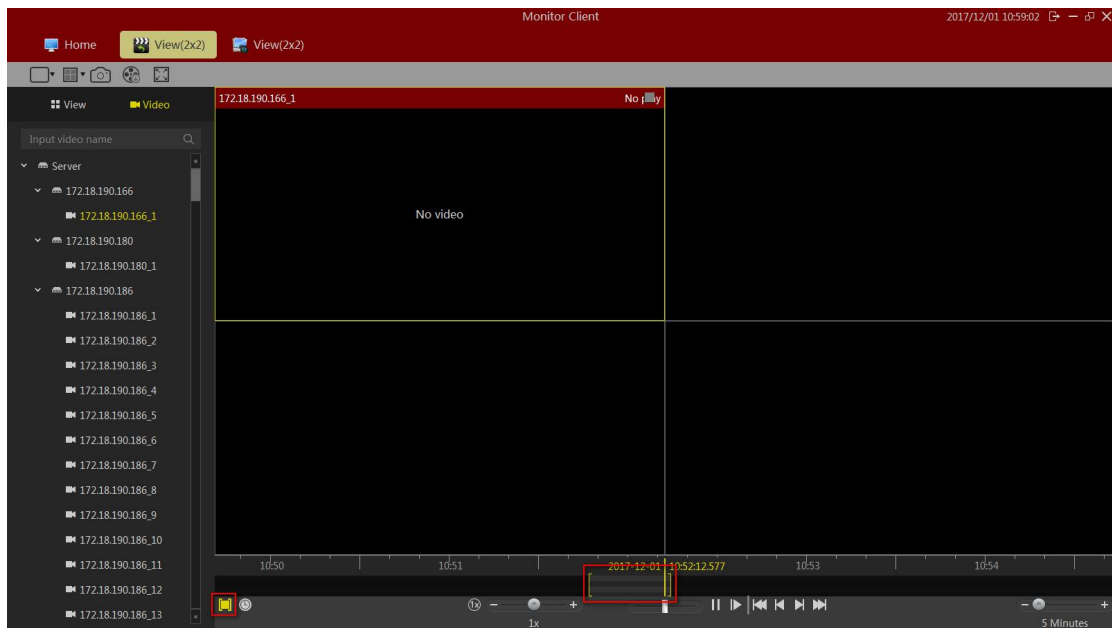 Monitor Client
2017/12/01 10:59:02
Home
View(2x2)
View(2x2)
View
Video
Input video name
Server
172.18.190.166
172.18.190.166_1
172.18.190.180
172.18.190.180_1
172.18.190.186
172.18.190.186_1
172.18.190.186_2
172.18.190.186_3
172.18.190.186_4
172.18.190.186_5
172.18.190.186_6
172.18.190.186_7
172.18.190.186_8
172.18.190.186_9
172.18.190.186_10
172.18.190.186_11
172.18.190.186_12
172.18.190.186_13
172.18.190.166_1
No
No video
10:50
10:51
2017-12-01 10:52:12.577
10:53
10:54
1x
1x
5 Minutes